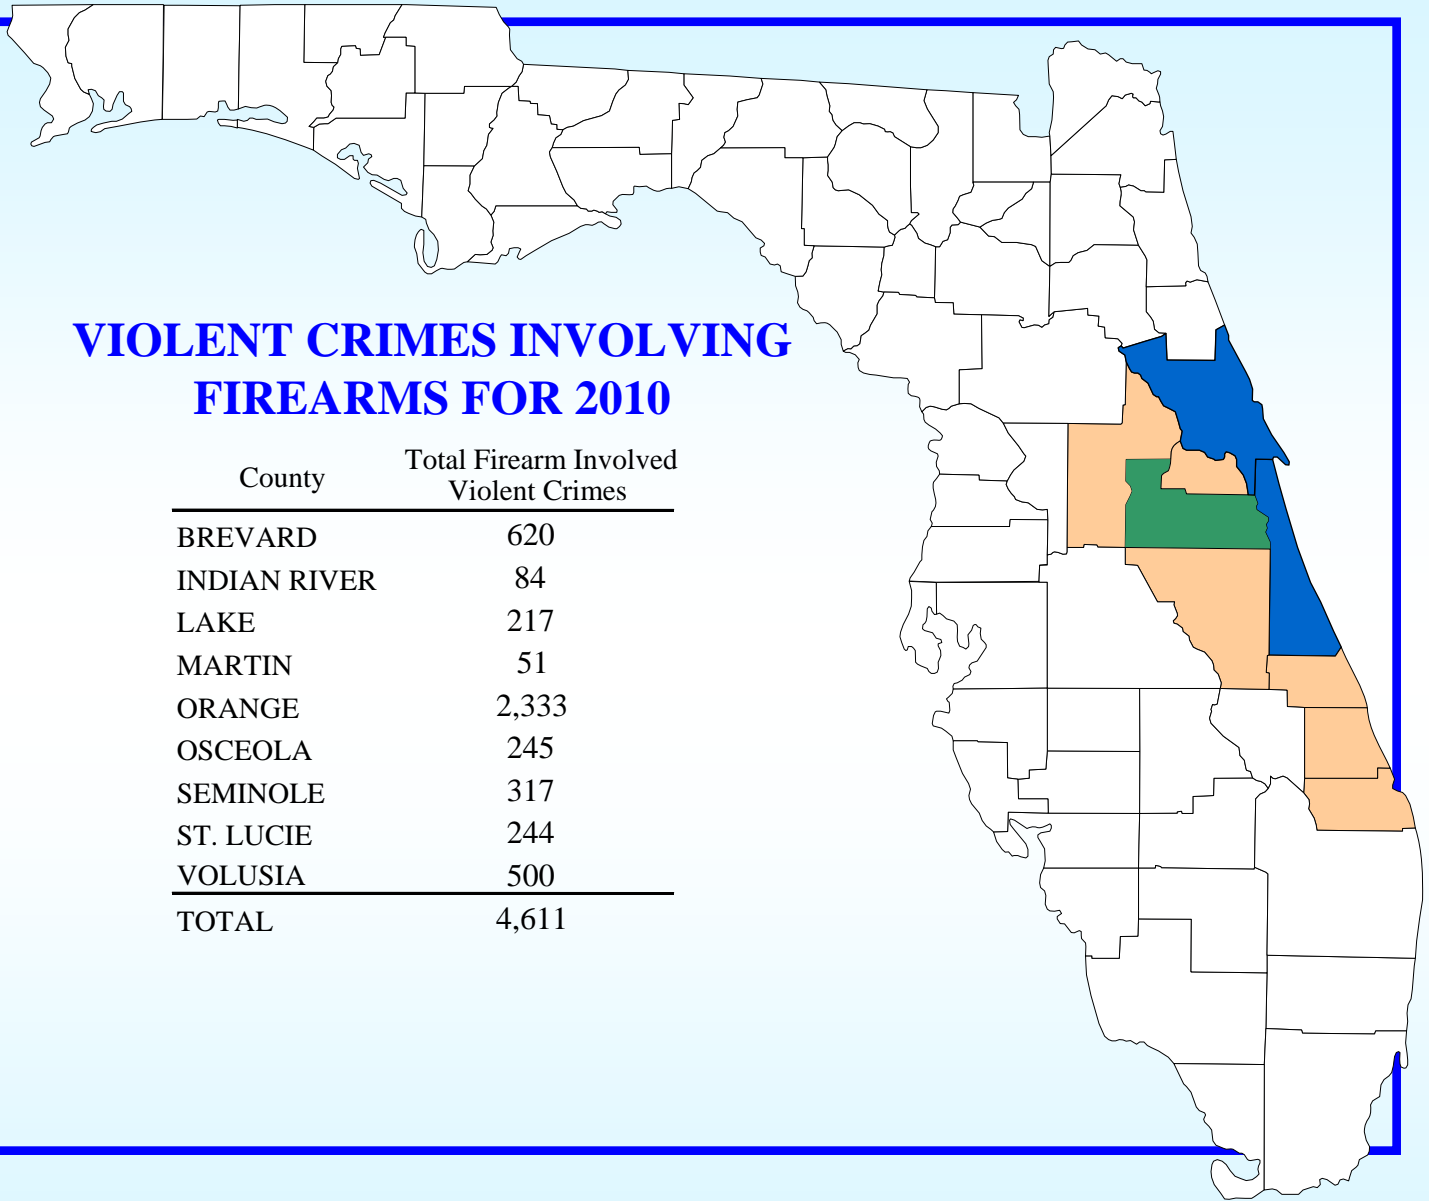 VIOLENT CRIMES INVOLVING
FIREARMS FOR 2010
County Total Firearm Involved
Violent Crimes
BREVARD 620
INDIAN RIVER 84
LAKE 217
MARTIN 51
ORANGE 2,333
OSCEOLA 245
SEMINOLE 317
ST. LUCIE 244
VOLUSIA 500
TOTAL 4,611